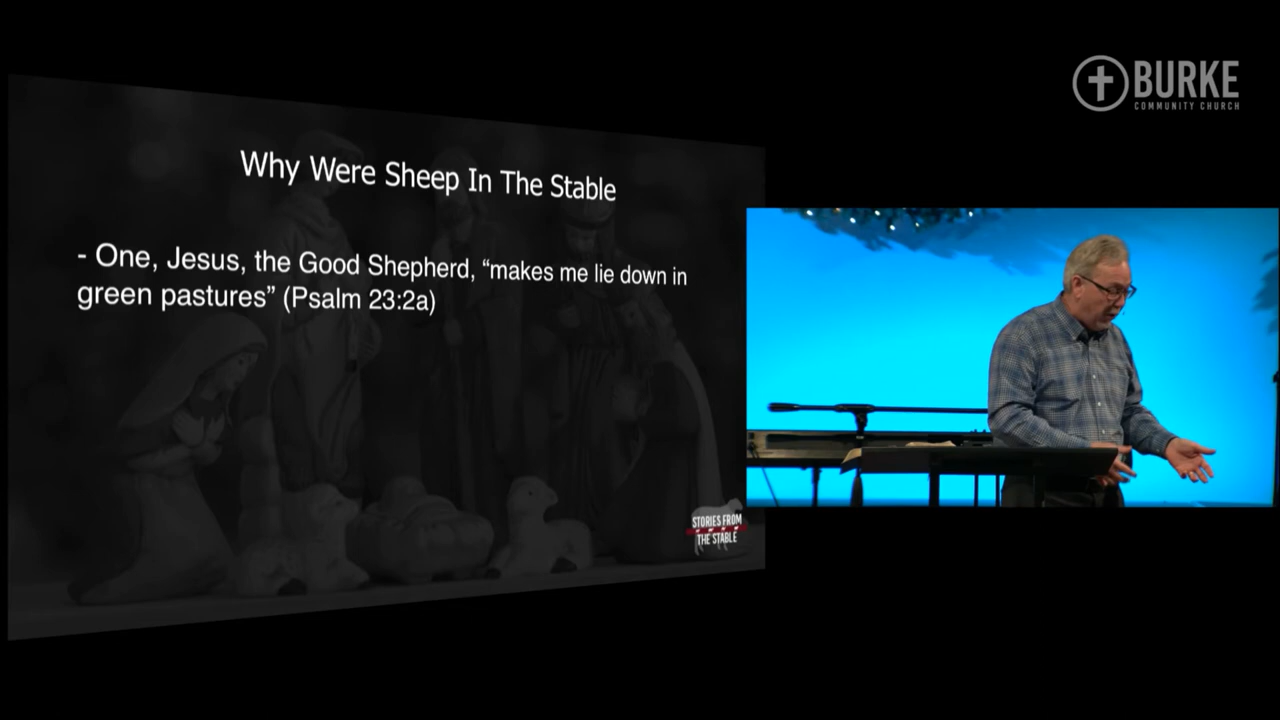 BURKE
COMMUNITY CHURCH
Why Were Sheep In The Stable
- One, Jesus, the Good Shepherd, “makes me lie down in
green pastures” (Psalm 23:2a)
STORIES FROM
THE STABLE